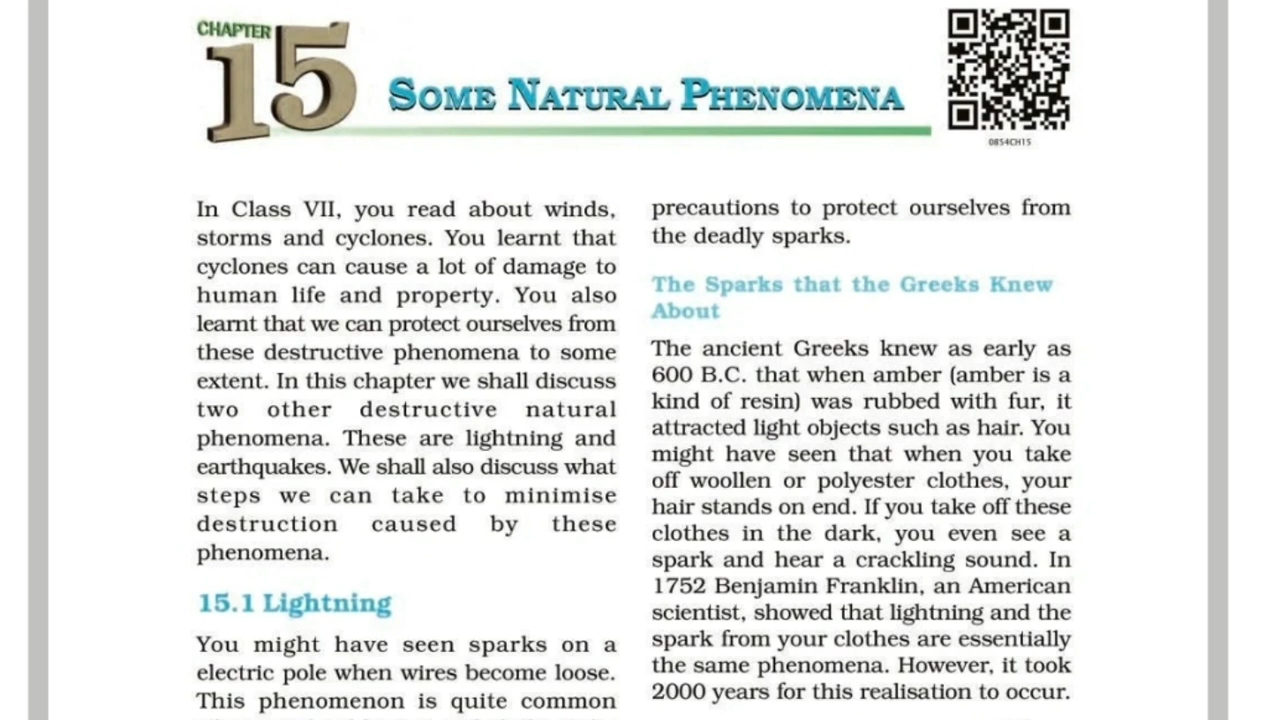 CHAPTER
15
SOME NATURAL PHENOMENA
0854CH15
In Class VII, you read about winds,
storms and cyclones. You learnt that
cyclones can cause a lot of damage to
human life and property. You also
learnt that we can protect ourselves from
these destructive phenomena to some
extent. In this chapter we shall discuss
two other destructive natural
phenomena. These are lightning and
earthquakes. We shall also discuss what
steps we can take to minimise
destruction caused by these
phenomena.
15.1 Lightning
You might have seen sparks on a
electric pole when wires become loose.
This phenomenon is quite common
precautions to protect ourselves from
the deadly sparks.
The Sparks that the Greeks Knew
About
The ancient Greeks knew as early as
600 B.C. that when amber (amber is a
kind of resin) was rubbed with fur, it
attracted light objects such as hair. You
might have seen that when you take
off woollen or polyester clothes, your
hair stands on end. If you take off these
clothes in the dark, you even see a
spark and hear a crackling sound. In
1752 Benjamin Franklin, an American
scientist, showed that lightning and the
spark from your clothes are essentially
the same phenomena. However, it took
2000 years for this realisation to occur.